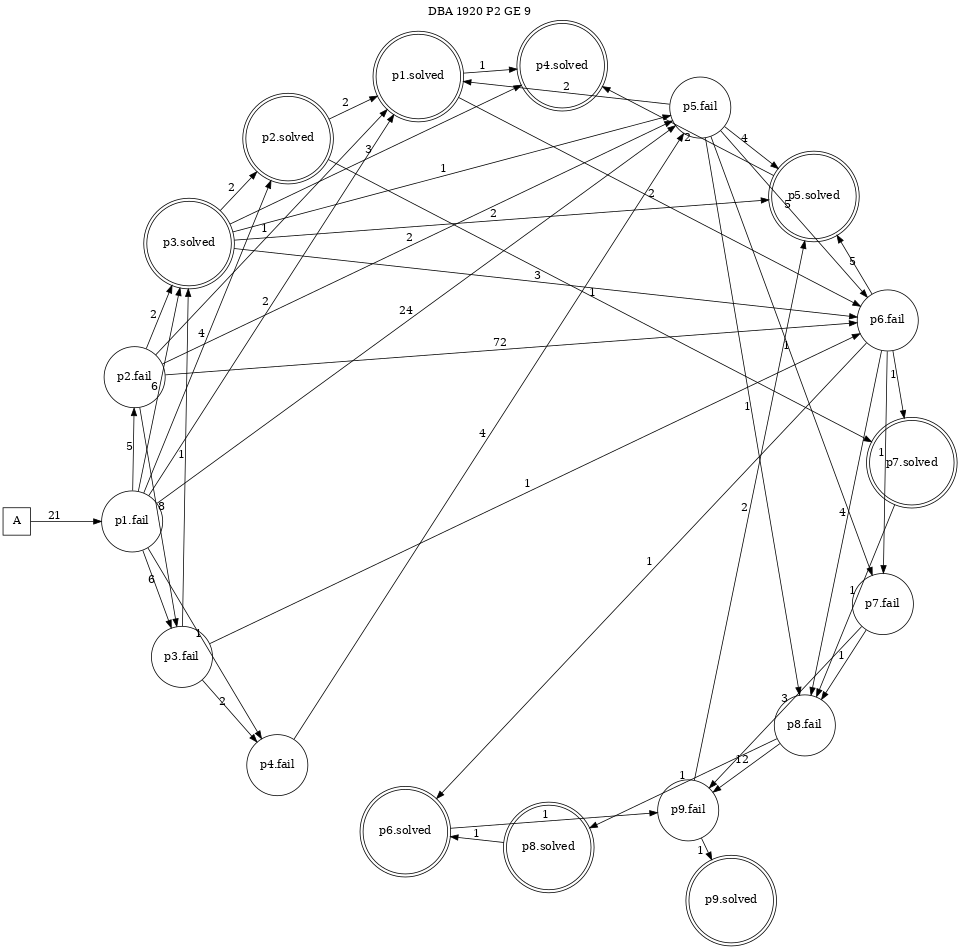 DBA 1920 P2 GE 9
p4.solved
p1.solved
1
2
p5.fail
2
p2.solved
3
2
4
1
2
p5.solved
2
5
1
2
p3.solved
2
3
5
1
4
2
24
p6.fail
2
72
1
p2.fail
6
1
1
5
1
4
1
p7.solved
8
1
2
4
A
21
p1.fail
6
1
1
p7.fail
1
1
p3.fail
2
3
p8.fail
p4.fail
12
1
p9.fail
1
p6.solved
1
p8.solved
1
p9.solved